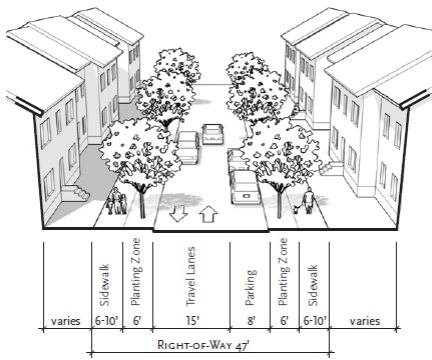 Sidewalk
Planting Zone
Travel Lanes
Parking
Planting Zone
Sidewalk
varies 6-10' 6' 15' 8' 6' 6-10' varies
Right-of-Way 47'